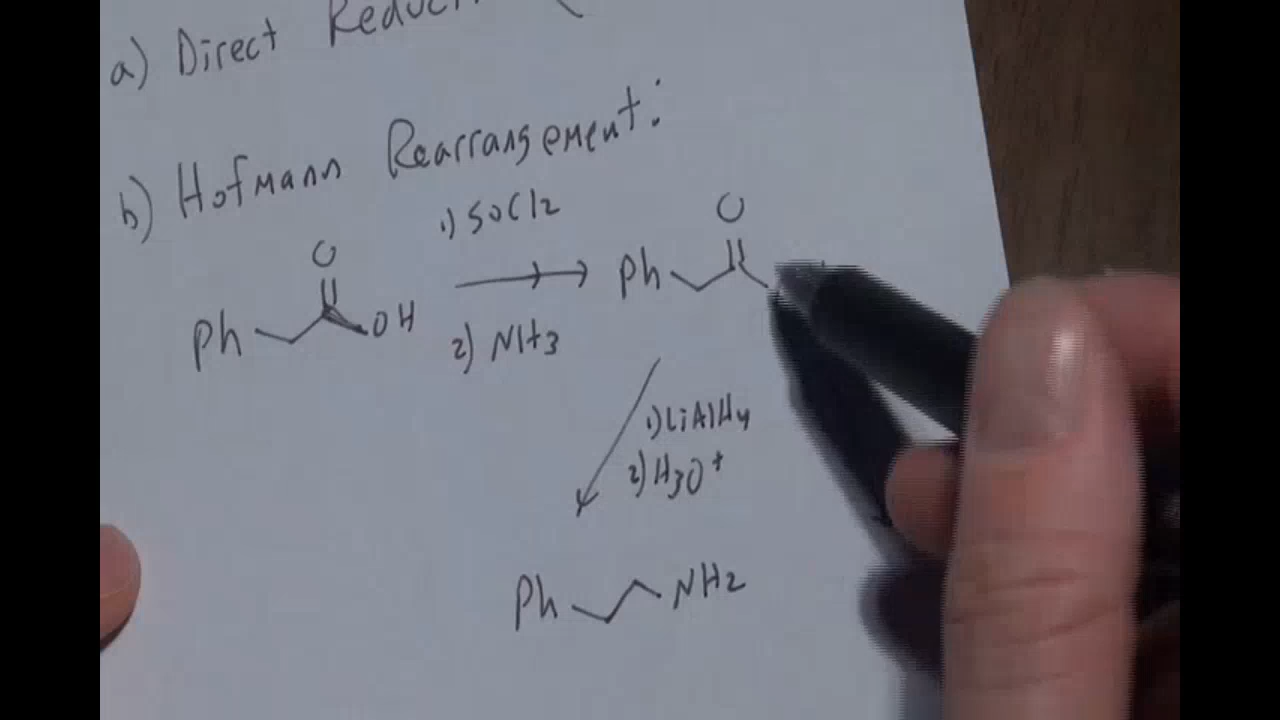 a) Direct
b) Hofmann Rearrangement:
1) SOCl2
O
O
Ph
OH
Ph
2) NH3
1) LiAlH4
2) H3O+
Ph
NH2